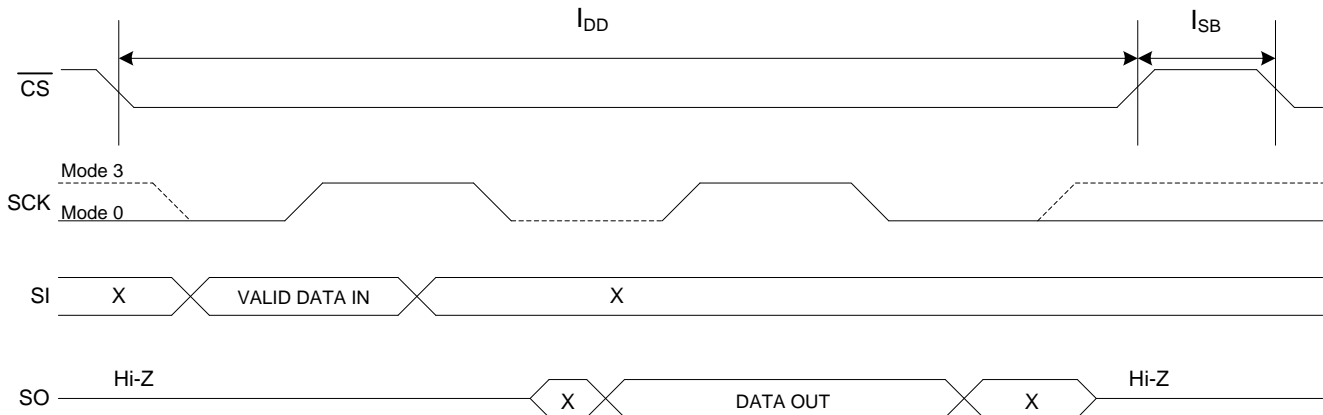 IDD ISB
CS
Mode 3
SCK
Mode 0
SI X VALID DATA IN X
Hi-Z Hi-Z
SO X DATA OUT X